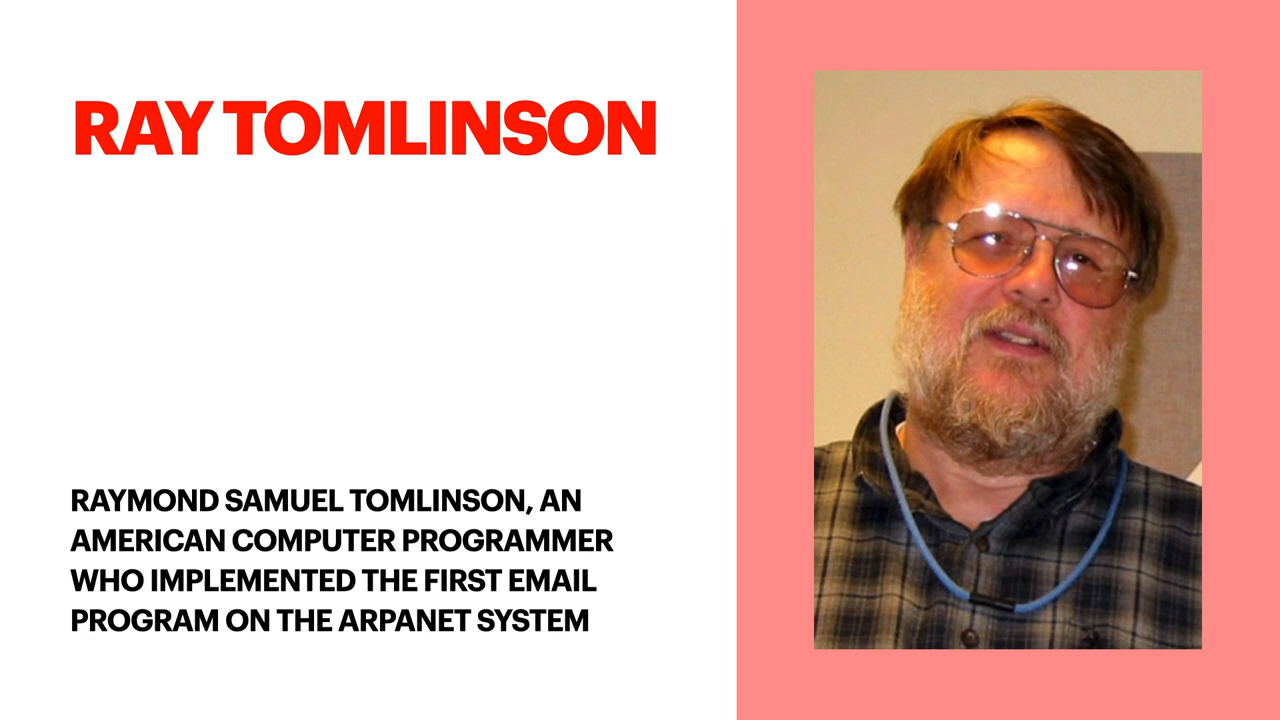 RAY TOMLINSON
RAYMOND SAMUEL TOMLINSON, AN
AMERICAN COMPUTER PROGRAMMER
WHO IMPLEMENTED THE FIRST EMAIL
PROGRAM ON THE ARPANET SYSTEM